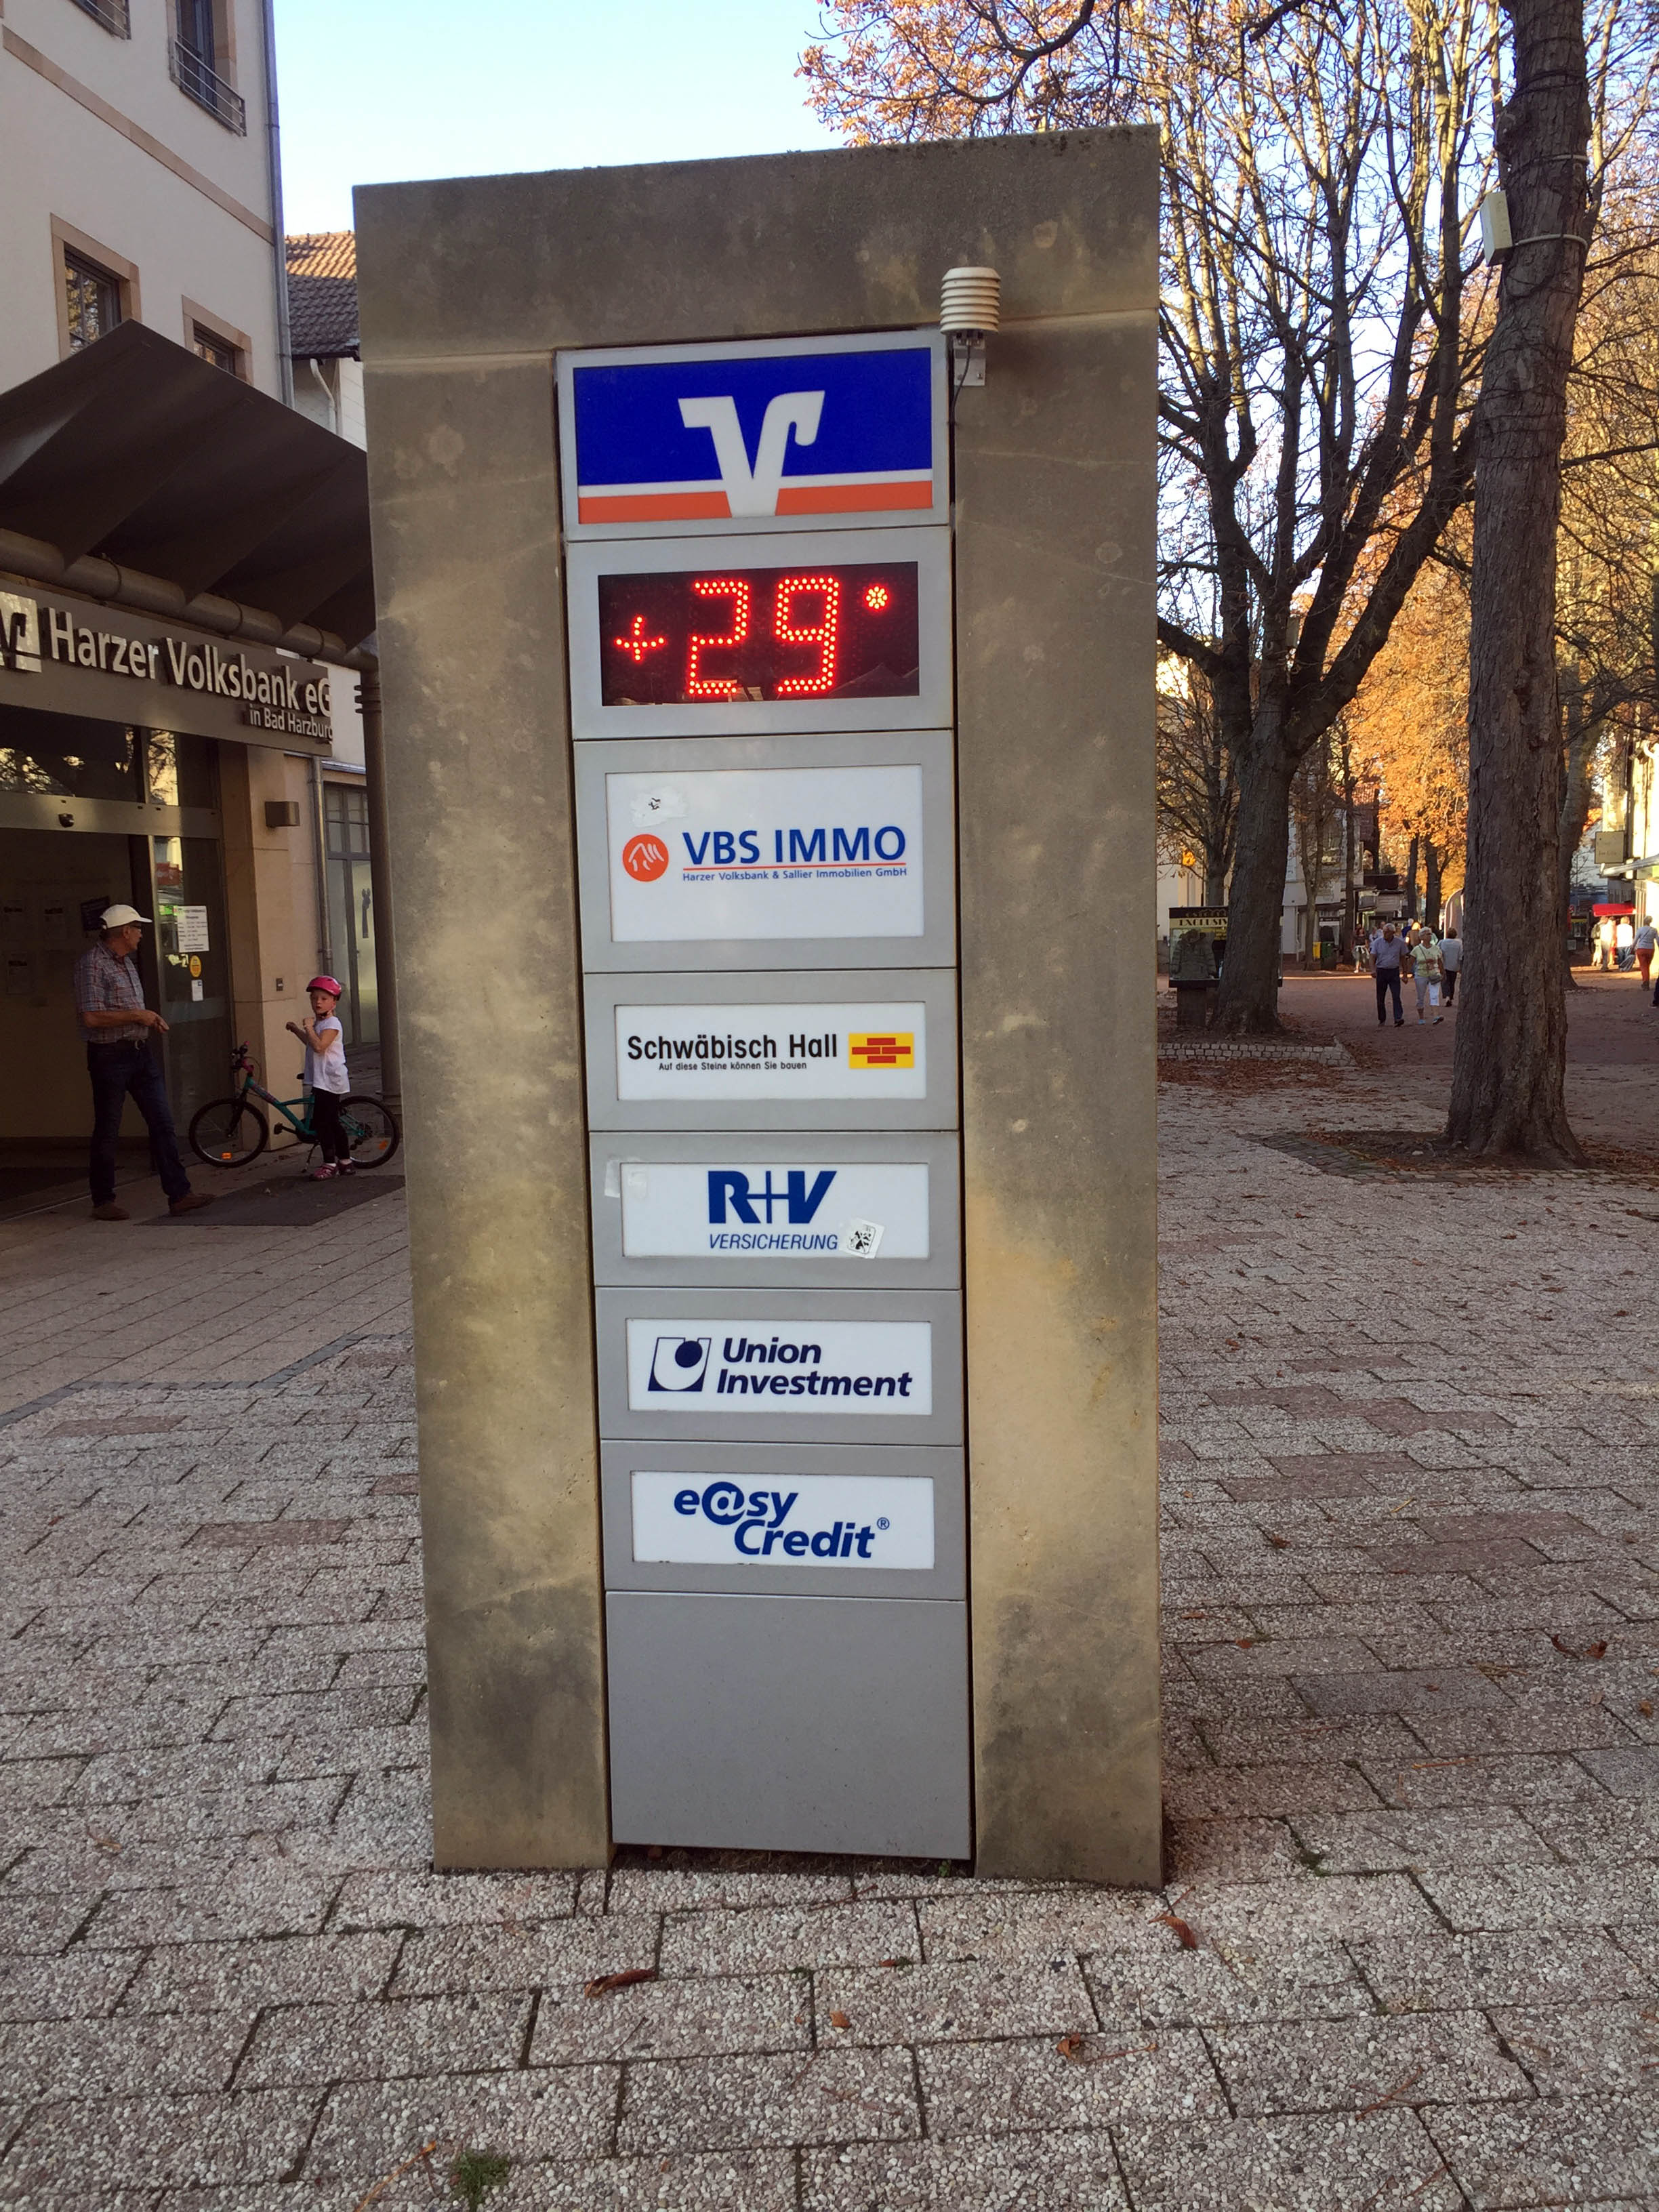 V
+29°
VBS IMMO
Harzer Volksbank & Sallier Immobilien GmbH
Schwäbisch Hall
Auf diese Steine können Sie bauen
R+V
VERSICHERUNG
Union
Investment
e@sy
Credit®
Harzer Volksbank eG
in Bad Harzburg